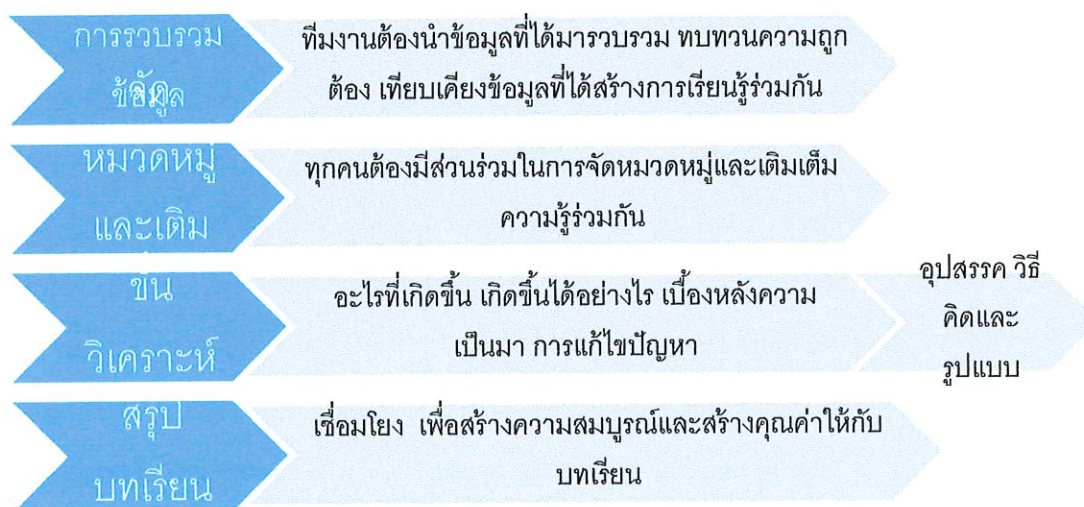 การรวบรวม
ข้อมูล
ทีมงานต้องนำข้อมูลที่ได้มารวบรวม ทบทวนความถูก
ต้อง เทียบเคียงข้อมูลที่ได้สร้างการเรียนรู้ร่วมกัน
จัด
หมวดหมู่
และเติม
ทุกคนต้องมีส่วนร่วมในการจัดหมวดหมู่และเติมเต็ม
ความรู้ร่วมกัน
ขั้น
วิเคราะห์
อะไรที่เกิดขึ้น เกิดขึ้นได้อย่างไร เบื้องหลังความ
เป็นมา การแก้ไขปัญหา
อุปสรรค วิธี
คิดและ
รูปแบบ
สรุป
บทเรียน
เชื่อมโยง เพื่อสร้างความสมบูรณ์และสร้างคุณค่าให้กับ
บทเรียน